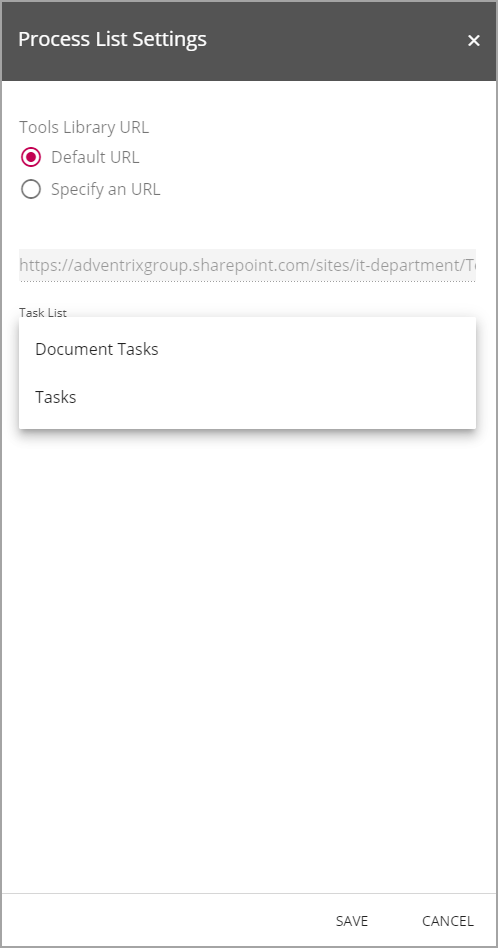 Process List Settings
Tools Library URL
Default URL
Specify an URL
https://adventrixgroup.sharepoint.com/sites/it-department/T
Task List
Document Tasks
Tasks
SAVE
CANCEL